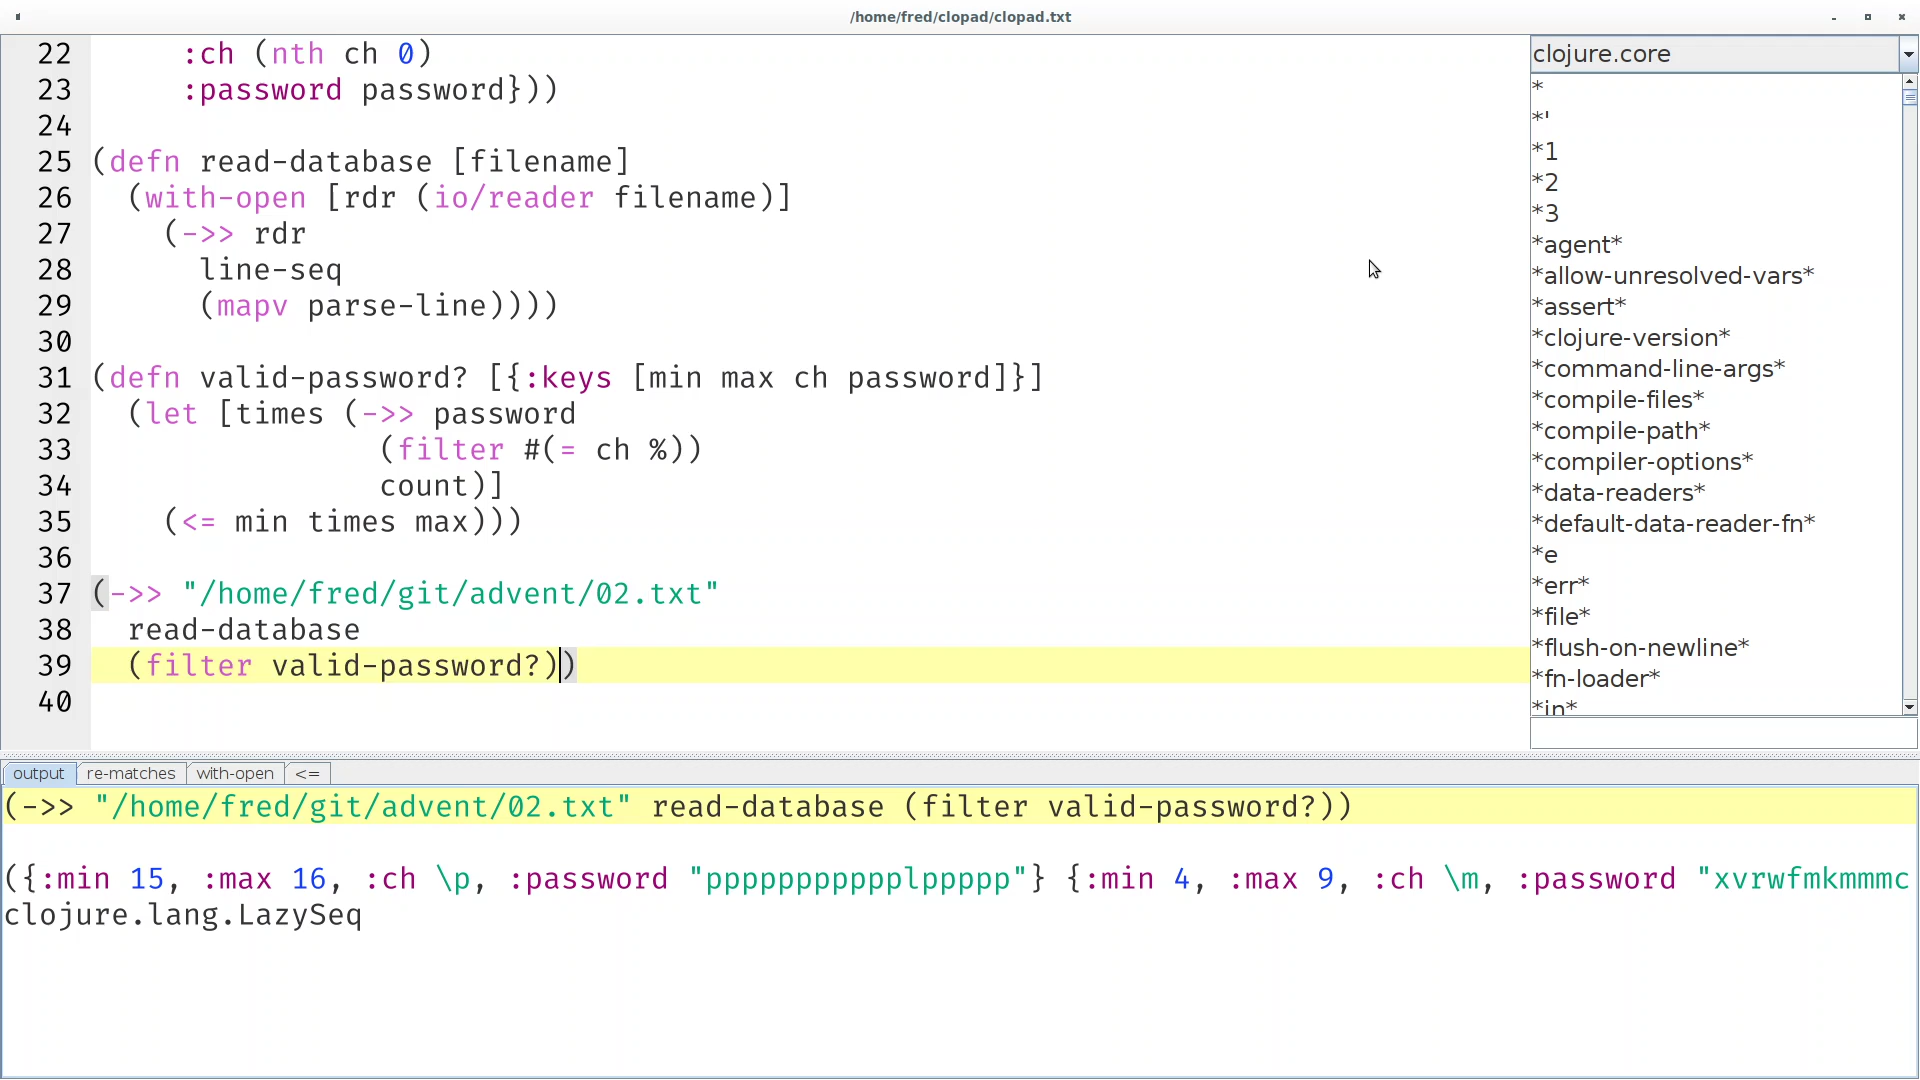 /home/fred/clopad/clopad.txt
22 :ch (nth ch 0)
23 :password password}))
24
25 (defn read-database [filename]
26 (with-open [rdr (io/reader filename)]
27 (->> rdr
28 line-seq
29 (mapv parse-line))))
30
31 (defn valid-password? [{:keys [min max ch password]}]
32 (let [times (->> password
33 (filter #(= ch %))
34 count)]
35 (<= min times max)))
36
37 (->> "/home/fred/git/advent/02.txt"
38 read-database
39 (filter valid-password?))
40
clojure.core
*
*'
*1
*2
*3
*agent*
*allow-unresolved-vars*
*assert*
*clojure-version*
*command-line-args*
*compile-files*
*compile-path*
*compiler-options*
*data-readers*
*default-data-reader-fn*
*e
*err*
*file*
*flush-on-newline*
*fn-loader*
*in*
output re-matches with-open <=
(->> "/home/fred/git/advent/02.txt" read-database (filter valid-password?))
({:min 15, :max 16, :ch \p, :password "ppppppppppplppppp"} {:min 4, :max 9, :ch \m, :password "xvrwfmkmmmc
clojure.lang.LazySeq